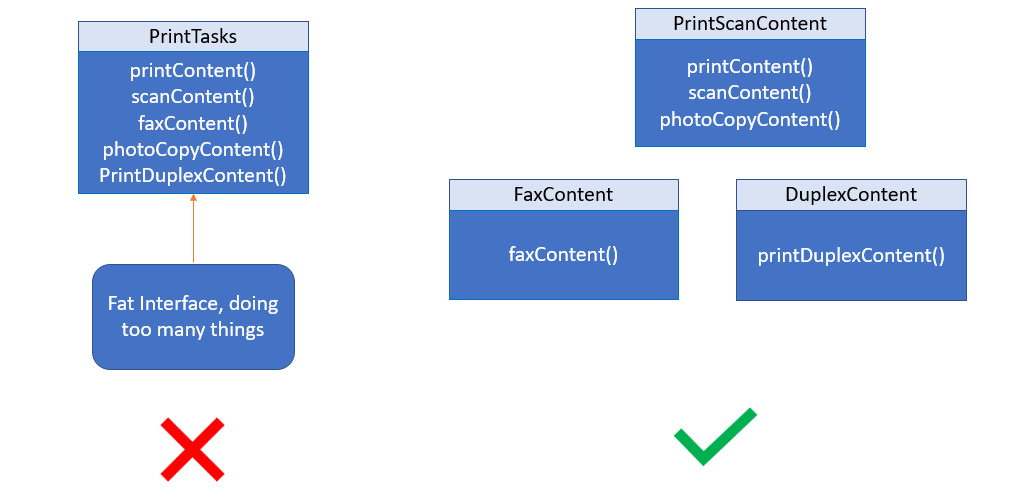 PrintTasks
printContent()
scanContent()
faxContent()
photoCopyContent()
PrintDuplexContent()
Fat Interface, doing
too many things
PrintScanContent
printContent()
scanContent()
photoCopyContent()
FaxContent
faxContent()
DuplexContent
printDuplexContent()